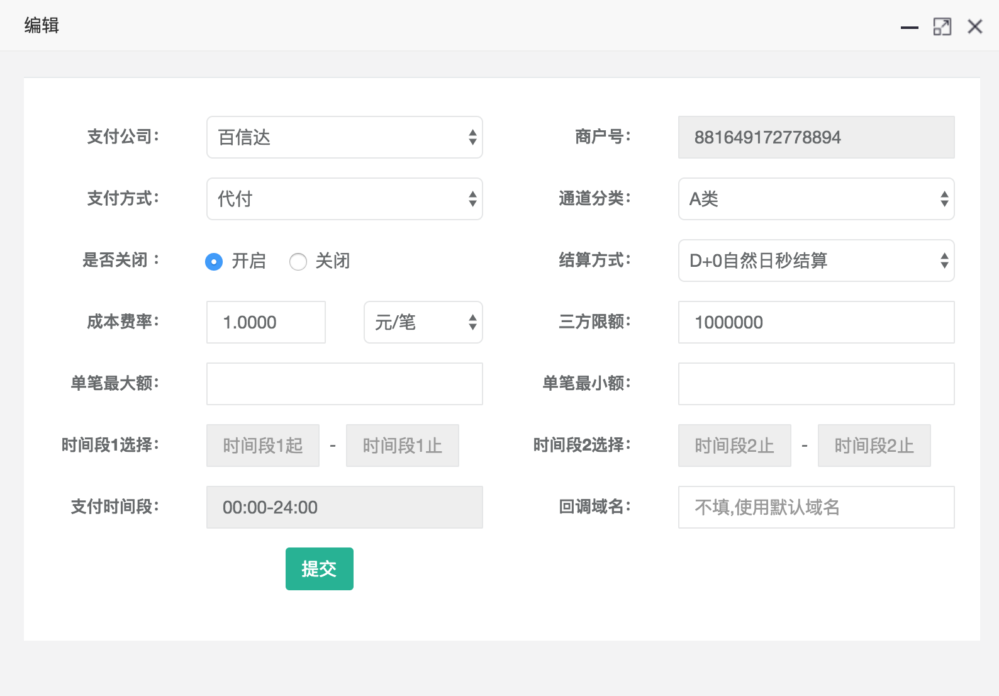 编辑
支付公司： 百信达 商户号： 881649172778894
支付方式： 代付 通道分类： A类
是否关闭 ： 开启 关闭 结算方式： D+0自然日秒结算
成本费率： 1.0000 元/笔 三方限额： 1000000
单笔最大额： 单笔最小额：
时间段1选择： 时间段1起 - 时间段1止 时间段2选择： 时间段2止 - 时间段2止
支付时间段： 00:00-24:00 回调域名： 不填,使用默认域名
提交